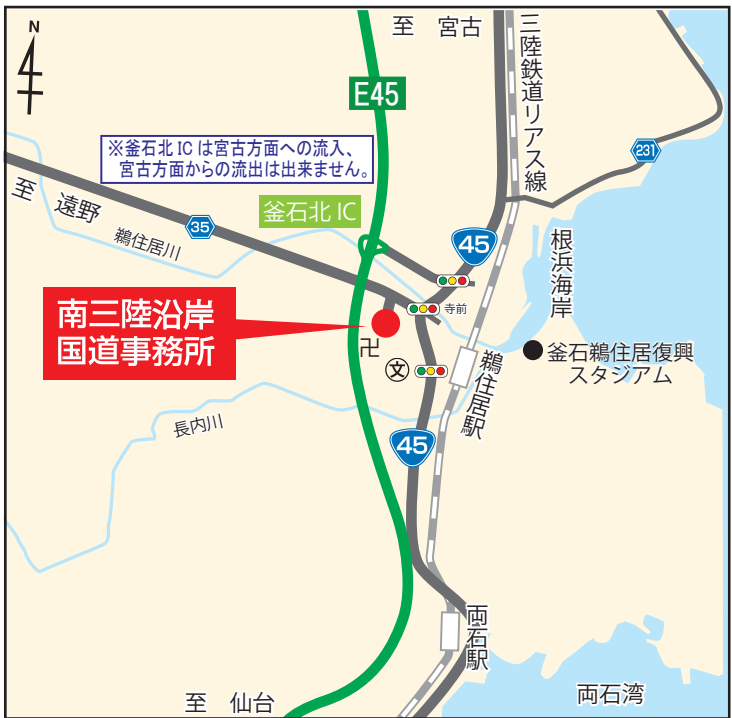 N
至 宮古
三陸鉄道リアス線
E45
231
※釜石北 IC は宮古方面への流入、
宮古方面からの流出は出来ません。
至 遠野
35
鵜住居川
釜石北 IC
45
根浜海岸
南三陸沿岸
国道事務所
寺前
卍
文
鵜住居駅
釜石鵜住居復興
スタジアム
長内川
45
両石駅
両石湾
至 仙台